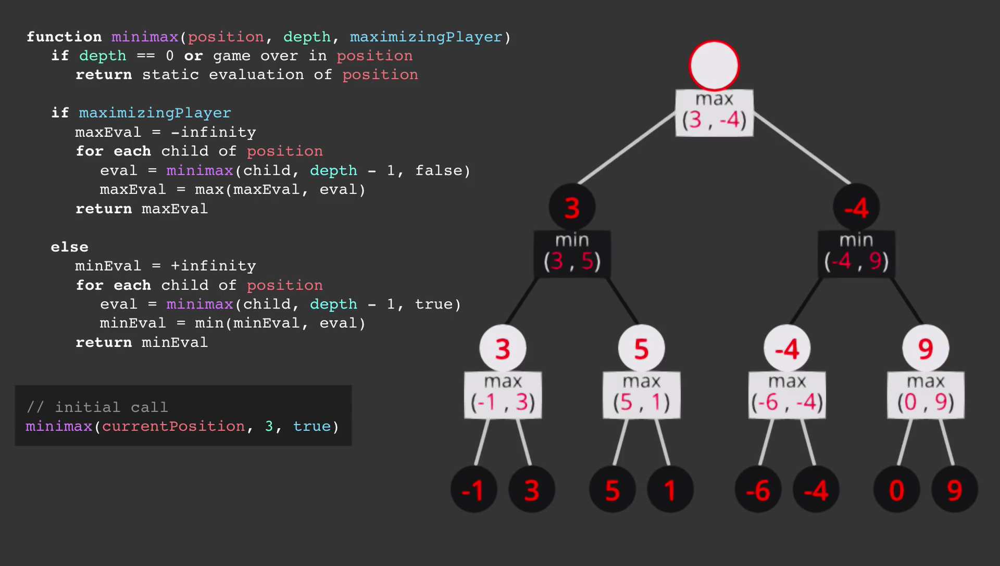 function minimax(position, depth, maximizingPlayer)
if depth == 0 or game over in position
return static evaluation of position
if maximizingPlayer
maxEval = -infinity
for each child of position
eval = minimax(child, depth - 1, false)
maxEval = max(maxEval, eval)
return maxEval
else
minEval = +infinity
for each child of position
eval = minimax(child, depth - 1, true)
minEval = min(minEval, eval)
return minEval
// initial call
minimax(currentPosition, 3, true)
max
(3 , -4)
3
-4
min
(3 , 5)
min
(-4 , 9)
3
5
-4
9
max
(-1 , 3)
max
(5 , 1)
max
(-6 , -4)
max
(0 , 9)
-1
3
5
1
-6
-4
0
9